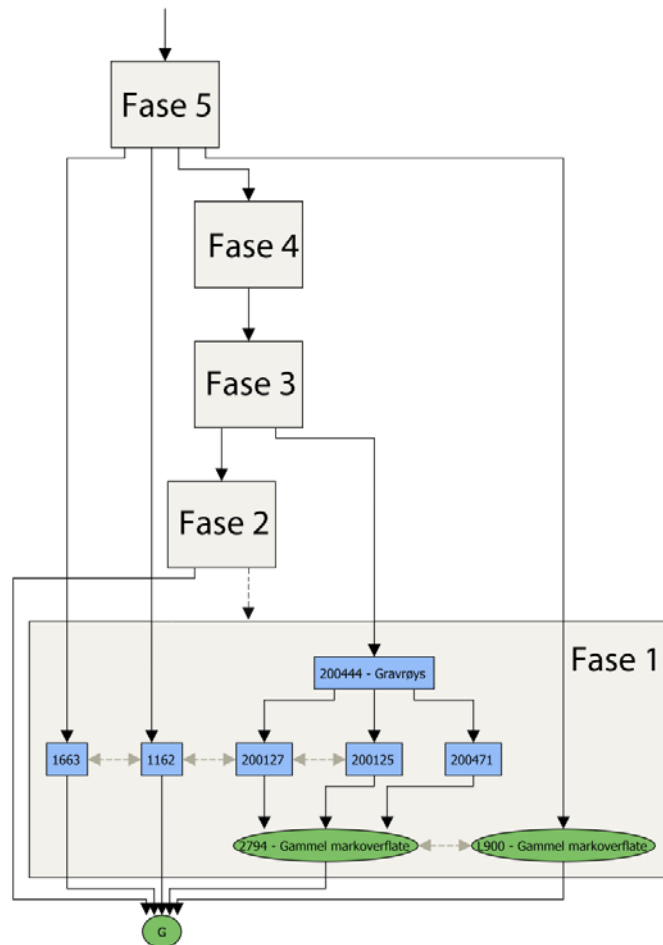 Fase 5
Fase 4
Fase 3
Fase 2
Fase 1
200444 - Gravrøys
1663
1162
200127
200125
200471
2794 - Gammel markoverflate
1900 - Gammel markoverflate
G